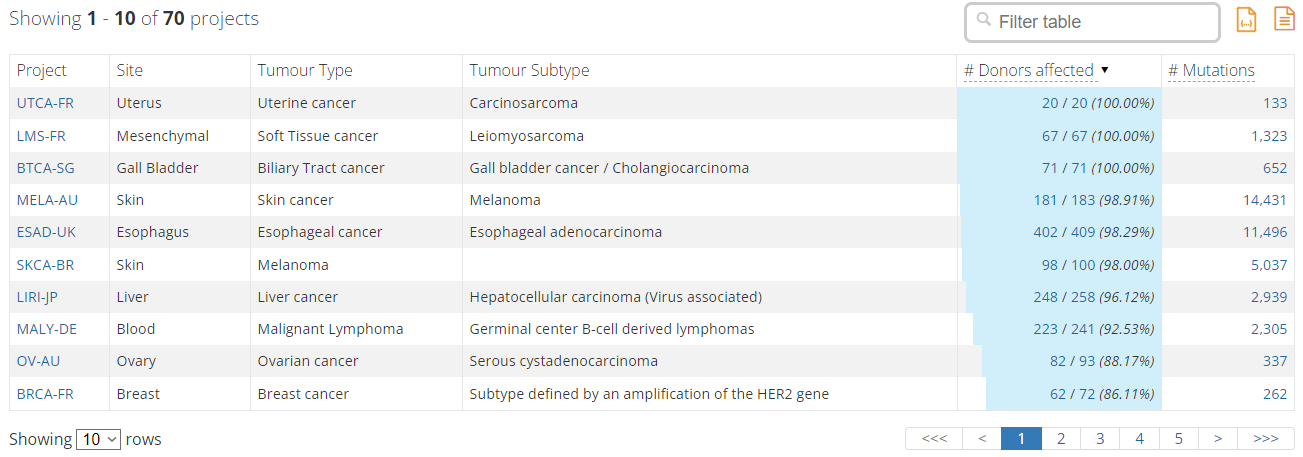 Showing 1 - 10 of 70 projects
Filter table
Project Site Tumour Type Tumour Subtype # Donors affected ▼ # Mutations
UTCA-FR Uterus Uterine cancer Carcinosarcoma 20 / 20 (100.00%) 133
LMS-FR Mesenchymal Soft Tissue cancer Leiomyosarcoma 67 / 67 (100.00%) 1,323
BTCA-SG Gall Bladder Biliary Tract cancer Gall bladder cancer / Cholangiocarcinoma 71 / 71 (100.00%) 652
MELA-AU Skin Skin cancer Melanoma 181 / 183 (98.91%) 14,431
ESAD-UK Esophagus Esophageal cancer Esophageal adenocarcinoma 402 / 409 (98.29%) 11,496
SKCA-BR Skin Melanoma 98 / 100 (98.00%) 5,037
LIRI-JP Liver Liver cancer Hepatocellular carcinoma (Virus associated) 248 / 258 (96.12%) 2,939
MALY-DE Blood Malignant Lymphoma Germinal center B-cell derived lymphomas 223 / 241 (92.53%) 2,305
OV-AU Ovary Ovarian cancer Serous cystadenocarcinoma 82 / 93 (88.17%) 337
BRCA-FR Breast Breast cancer Subtype defined by an amplification of the HER2 gene 62 / 72 (86.11%) 262
Showing 10 rows
<<< < 1 2 3 4 5 > >>>